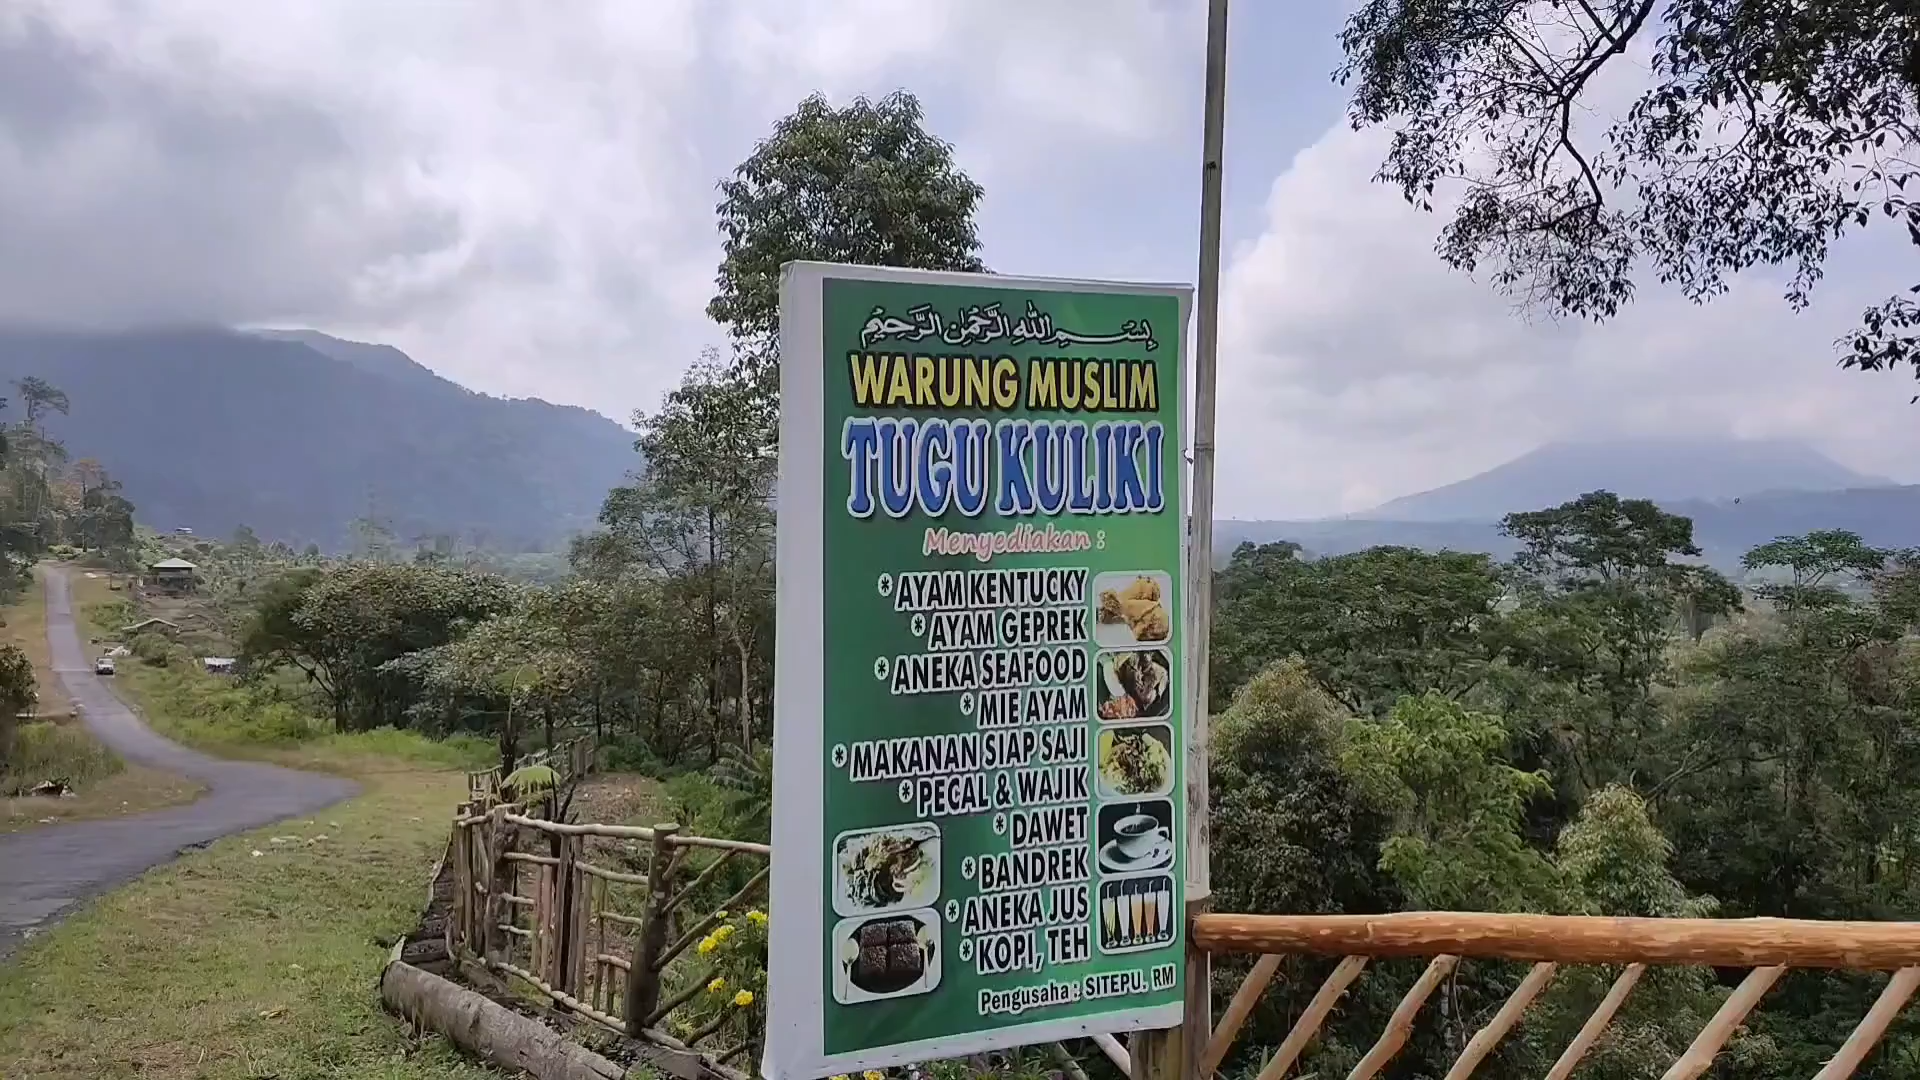 بِسْمِ اللهِ الرَّحْمٰنِ الرَّحِيْمِ
WARUNG MUSLIM
TUGU KULIKI
Menyediakan :
* AYAM KENTUCKY
* AYAM GEPREK
* ANEKA SEAFOOD
* MIE AYAM
* MAKANAN SIAP SAJI
* PECAL & WAJIK
* DAWET
* BANDREK
* ANEKA JUS
* KOPI, TEH
Pengusaha : SITEPU. RM